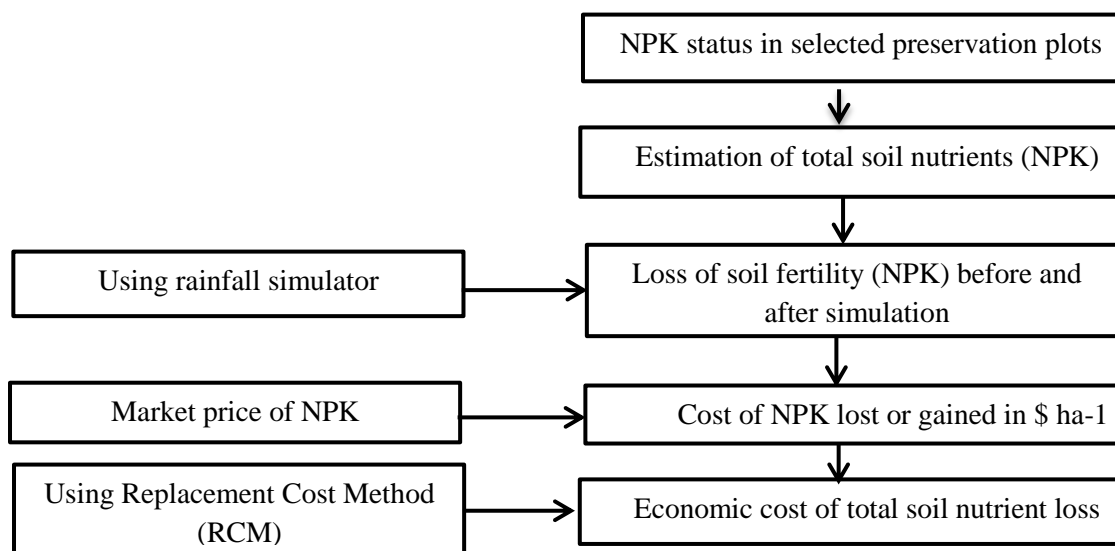 NPK status in selected preservation plots
Estimation of total soil nutrients (NPK)
Using rainfall simulator
Loss of soil fertility (NPK) before and
after simulation
Market price of NPK
Cost of NPK lost or gained in $ ha-1
Using Replacement Cost Method
(RCM)
Economic cost of total soil nutrient loss